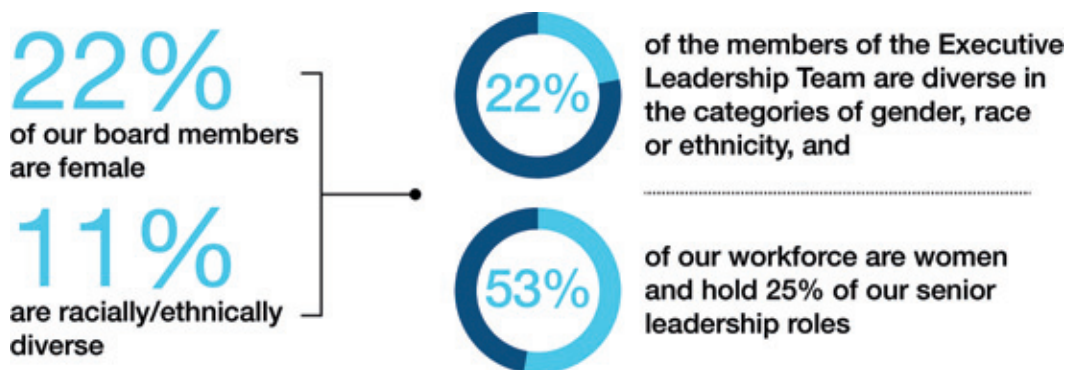 22%
of our board members
are female
11%
are racially/ethnically
diverse
22%
of the members of the Executive
Leadership Team are diverse in
the categories of gender, race
or ethnicity, and
53%
of our workforce are women
and hold 25% of our senior
leadership roles